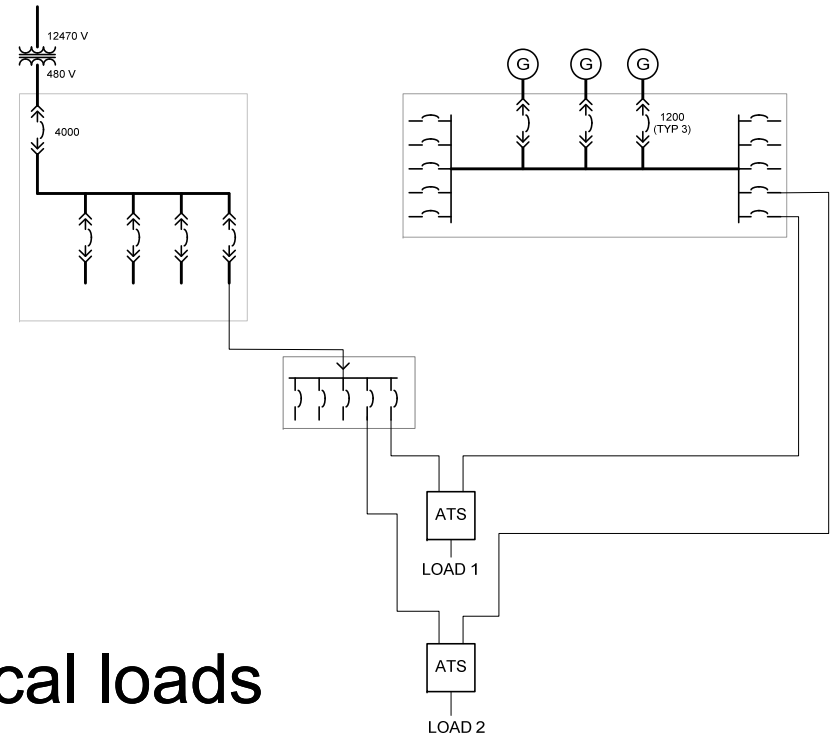 12470 V
480 V
4000
G G G
1200
(TYP 3)
ATS
LOAD 1
ATS
LOAD 2
cal loads